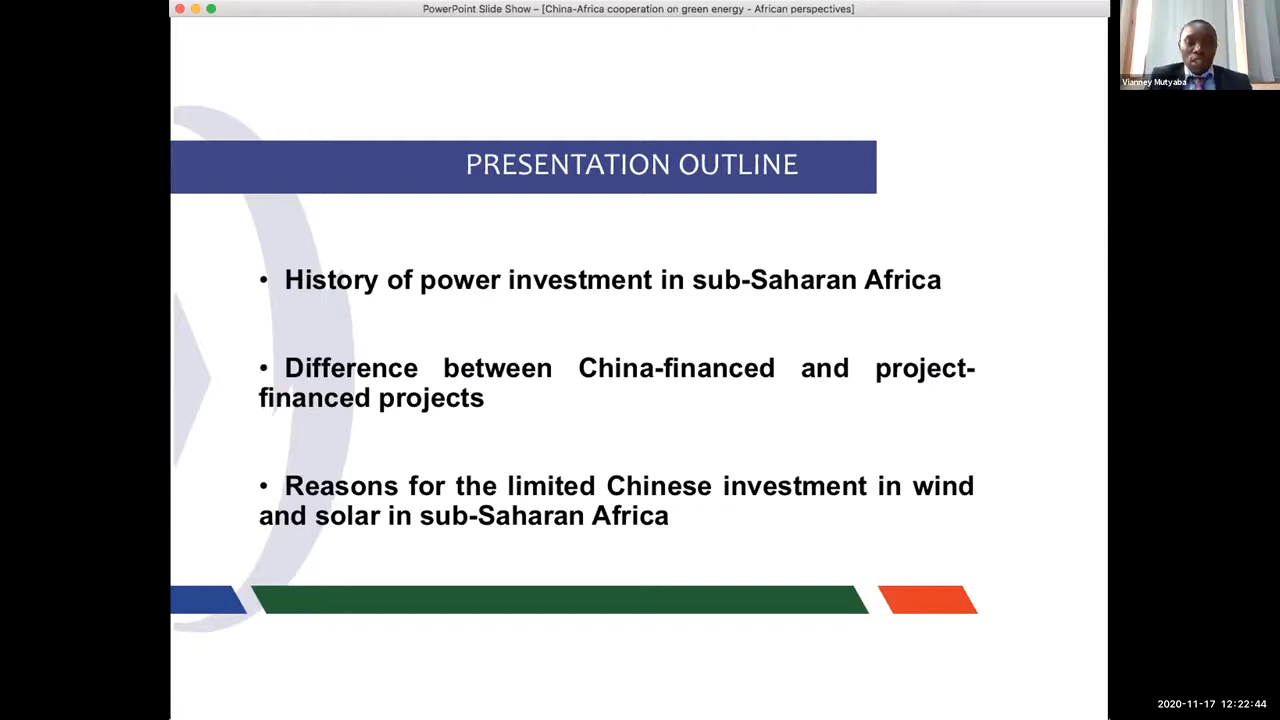 PowerPoint Slide Show – [China-Africa cooperation on green energy - African perspectives]
Vianney Mutyaba
PRESENTATION OUTLINE
• History of power investment in sub-Saharan Africa
• Difference between China-financed and project-
financed projects
• Reasons for the limited Chinese investment in wind
and solar in sub-Saharan Africa
2020-11-17 12:22:44